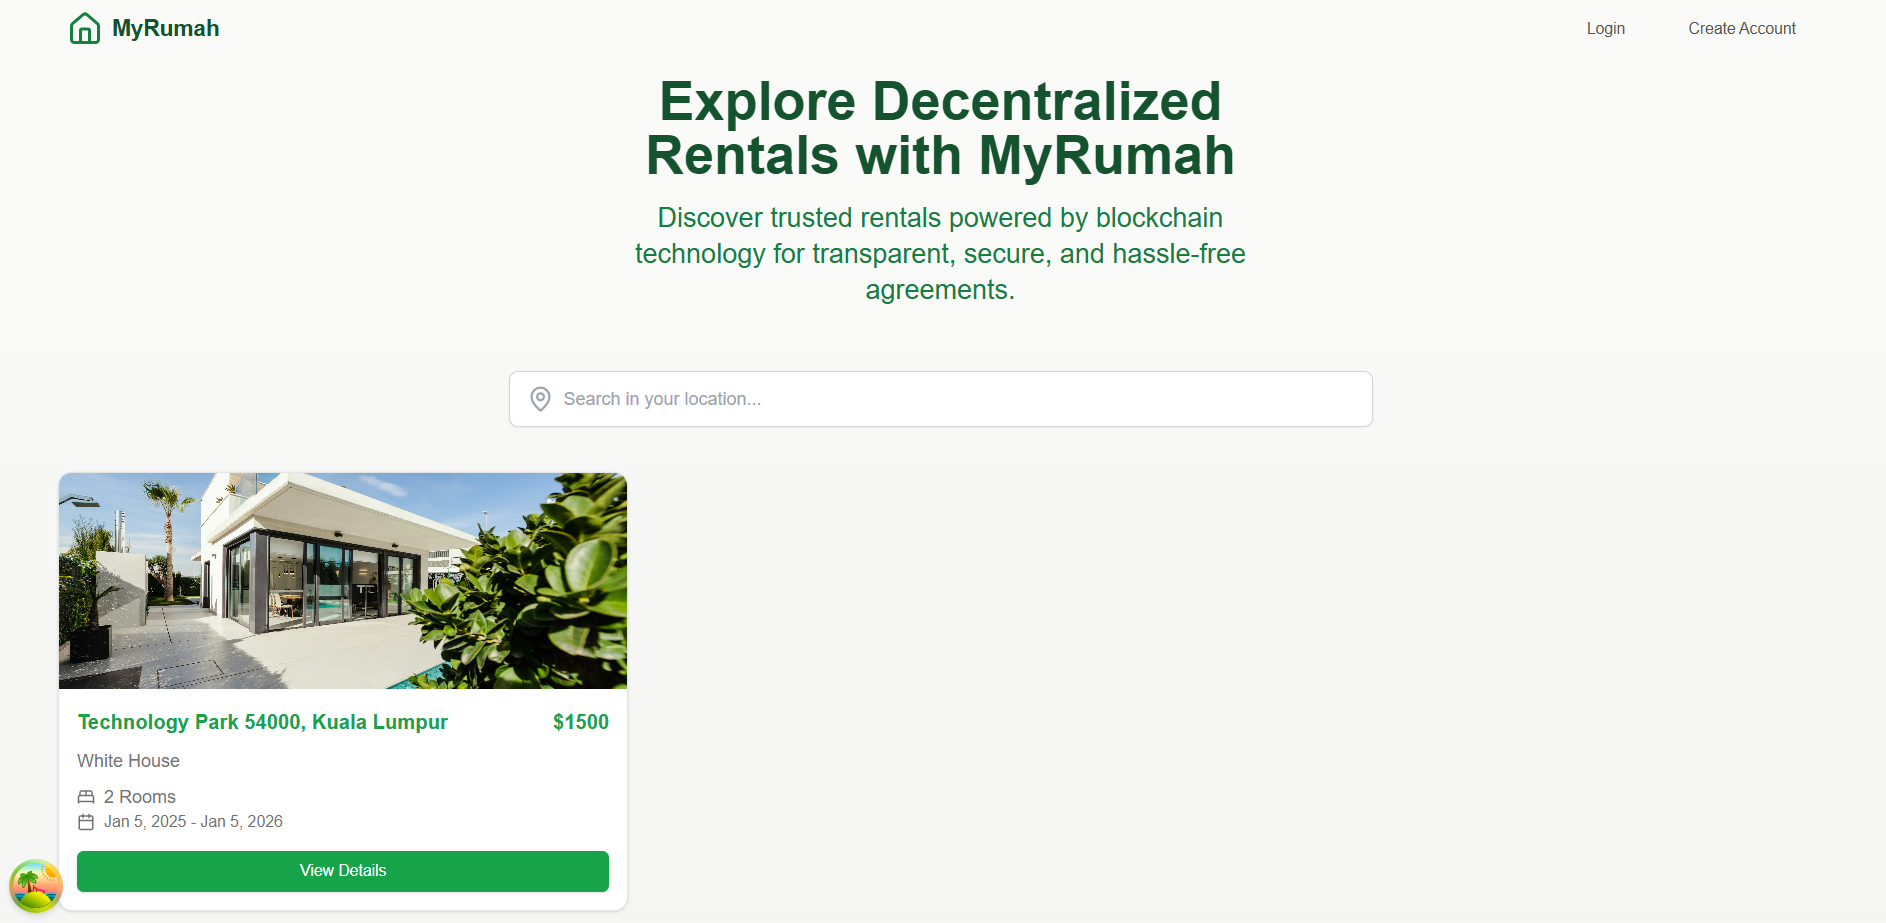 MyRumah
Login
Create Account
Explore Decentralized
Rentals with MyRumah
Discover trusted rentals powered by blockchain
technology for transparent, secure, and hassle-free
agreements.
Search in your location...
Technology Park 54000, Kuala Lumpur
$1500
White House
2 Rooms
Jan 5, 2025 - Jan 5, 2026
View Details